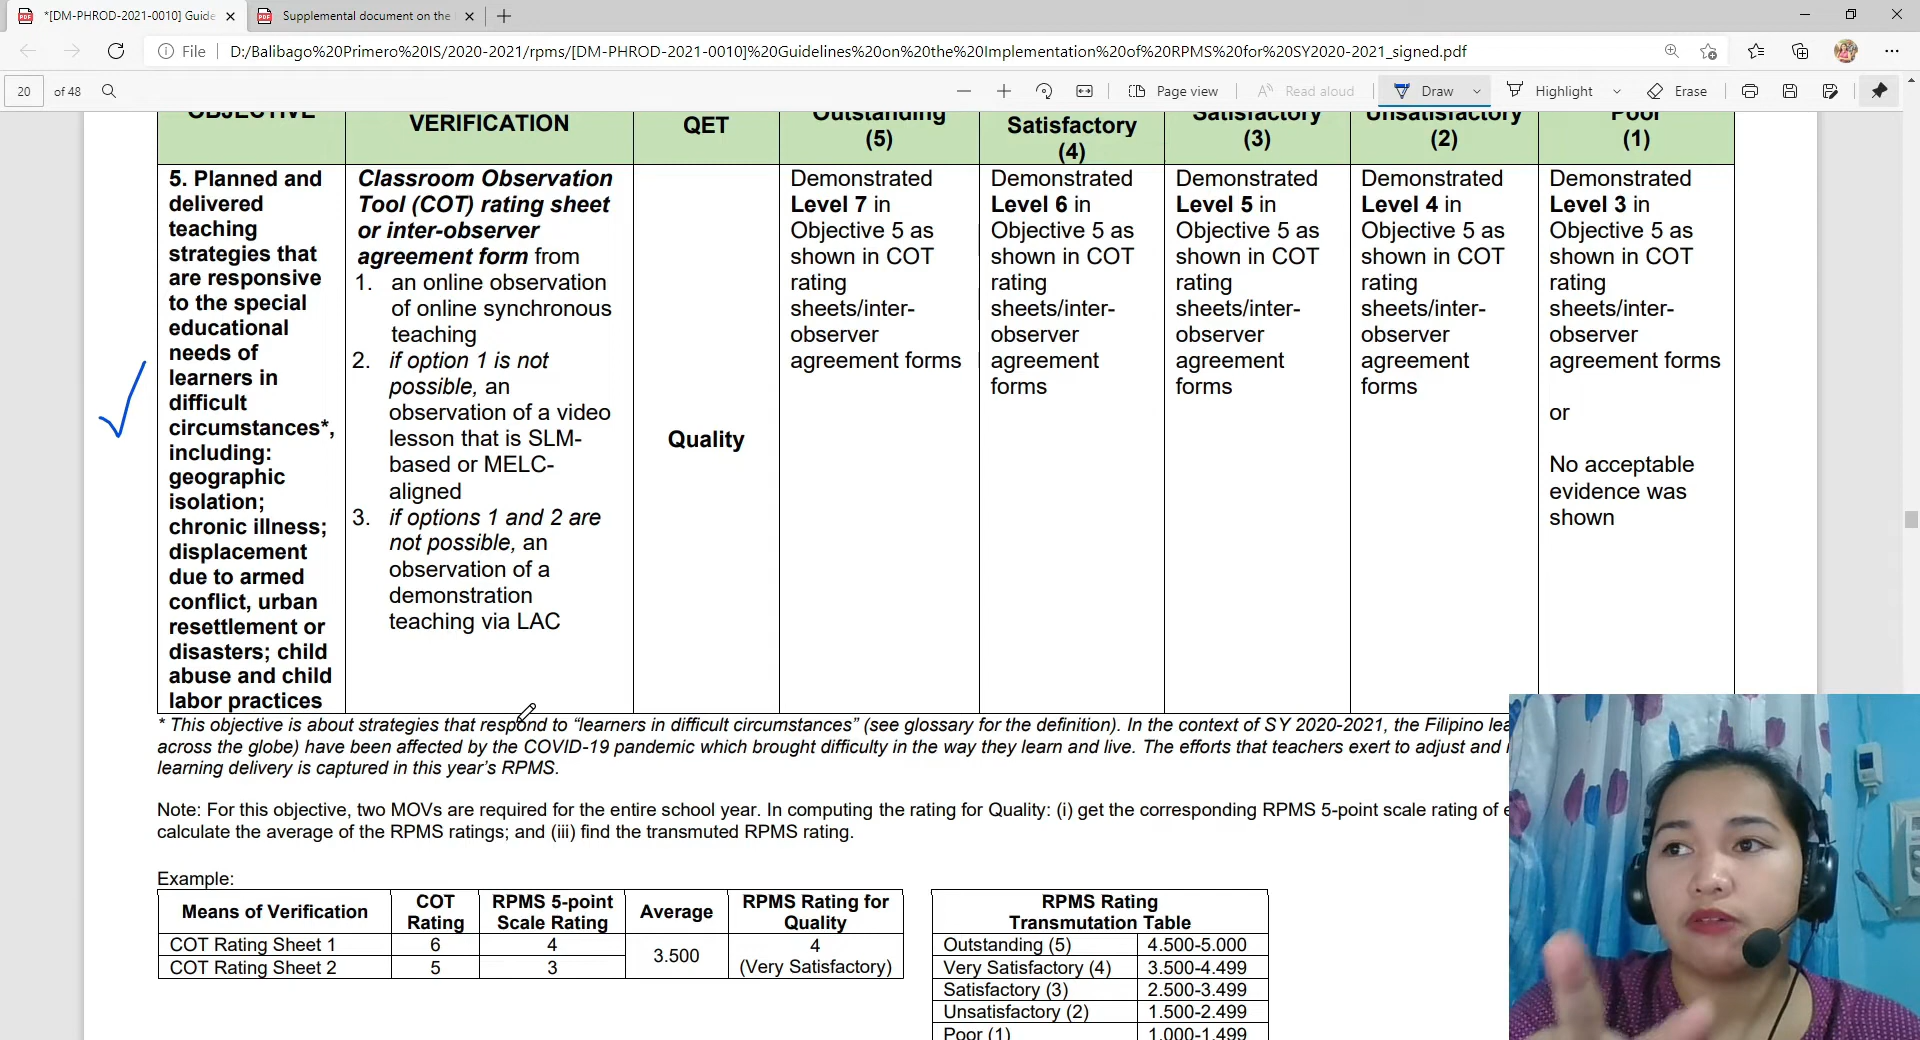 *[DM-PHROD-2021-0010] Guide
Supplemental document on the
File
D:/Balibago%20Primero%20IS/2020-2021/rpms/[DM-PHROD-2021-0010]%20Guidelines%20on%20the%20Implementation%20of%20RPMS%20for%20SY2020-2021_signed.pdf
20 of 48
Page view
Read aloud
Draw
Highlight
Erase
OBJECTIVE
VERIFICATION
QET
Outstanding
(5)
Satisfactory
(4)
Satisfactory
(3)
Unsatisfactory
(2)
Poor
(1)
5. Planned and
delivered
teaching
strategies that
are responsive
to the special
educational
needs of
learners in
difficult
circumstances*,
including:
geographic
isolation;
chronic illness;
displacement
due to armed
conflict, urban
resettlement or
disasters; child
abuse and child
labor practices
Classroom Observation
Tool (COT) rating sheet
or inter-observer
agreement form from
1. an online observation
of online synchronous
teaching
2. if option 1 is not
possible, an
observation of a video
lesson that is SLM-
based or MELC-
aligned
3. if options 1 and 2 are
not possible, an
observation of a
demonstration
teaching via LAC
Quality
Demonstrated
Level 7 in
Objective 5 as
shown in COT
rating
sheets/inter-
observer
agreement forms
Demonstrated
Level 6 in
Objective 5 as
shown in COT
rating
sheets/inter-
observer
agreement
forms
Demonstrated
Level 5 in
Objective 5 as
shown in COT
rating
sheets/inter-
observer
agreement
forms
Demonstrated
Level 4 in
Objective 5 as
shown in COT
rating
sheets/inter-
observer
agreement
forms
Demonstrated
Level 3 in
Objective 5 as
shown in COT
rating
sheets/inter-
observer
agreement forms
or
No acceptable
evidence was
shown
* This objective is about strategies that respond to “learners in difficult circumstances” (see glossary for the definition). In the context of SY 2020-2021, the Filipino
across the globe) have been affected by the COVID-19 pandemic which brought difficulty in the way they learn and live. The efforts that teachers exert to adjust and
learning delivery is captured in this year’s RPMS.
Note: For this objective, two MOVs are required for the entire school year. In computing the rating for Quality: (i) get the corresponding RPMS 5-point scale rating of
calculate the average of the RPMS ratings; and (iii) find the transmuted RPMS rating.
Example:
Means of Verification
COT
Rating
RPMS 5-point
Scale Rating
Average
RPMS Rating for
Quality
COT Rating Sheet 1 6 4
COT Rating Sheet 2 5 3
3.500
4
(Very Satisfactory)
RPMS Rating
Transmutation Table
Outstanding (5) 4.500-5.000
Very Satisfactory (4) 3.500-4.499
Satisfactory (3) 2.500-3.499
Unsatisfactory (2) 1.500-2.499
Poor (1) 1.000-1.499